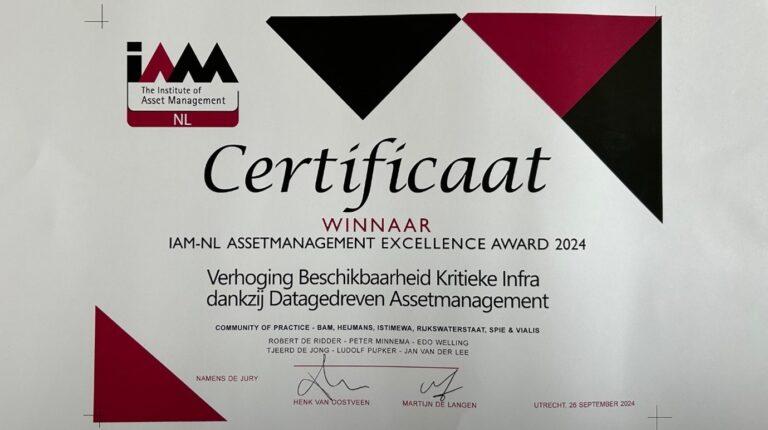 iAM
The Institute of
Asset Management
NL
Certificaat
WINNAAR
IAM-NL ASSETMANAGEMENT EXCELLENCE AWARD 2024
Verhoging Beschikbaarheid Kritieke Infra
dankzij Datagedreven Assetmanagement
COMMUNITY OF PRACTICE - BAM, HEIJMANS, ISTIMEWA, RIJKSWATERSTAAT, SPIE & VIALIS
ROBERT DE RIDDER - PETER MINNEMA - EDO WELLING
TJEERD DE JONG - LUDOLF PIJPKER - JAN VAN DER LEE
NAMENS DE JURY
HENK VAN OOSTVEEN
MARTIJN DE LANGEN
UTRECHT, 26 SEPTEMBER 2024